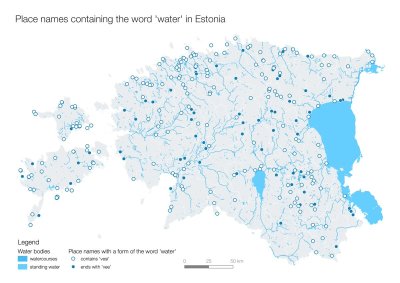 Place names containing the word 'water' in Estonia
Legend
Water bodies
watercourses
standing water
Place names with a form of the word 'water'
contains 'vesi'
ends with 'vee'
0 25 50 km